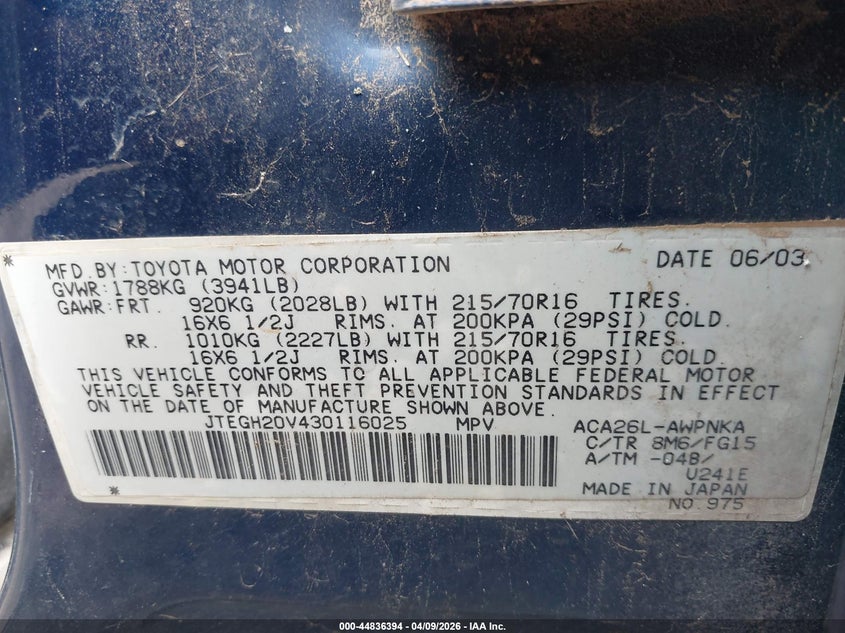 MFD.BY:TOYOTA MOTOR CORPORATION DATE 06/03
GVWR:1788KG (3941LB)
GAWR:FRT. 920KG (2028LB) WITH 215/70R16 TIRES.
16X6 1/2J RIMS. AT 200KPA (29PSI) COLD.
RR. 1010KG (2227LB) WITH 215/70R16 TIRES.
16X6 1/2J RIMS. AT 200KPA (29PSI) COLD.
THIS VEHICLE CONFORMS TO ALL APPLICABLE FEDERAL MOTOR
VEHICLE SAFETY AND THEFT PREVENTION STANDARDS IN EFFECT
ON THE DATE OF MANUFACTURE SHOWN ABOVE.
JTEGH20V430116025 MPV ACA26L-AWPNKA
C/TR 8M6/FG15
A/TM -04B/
U241E
MADE IN JAPAN
NO.975
000-44836394 - 04/09/2026 - IAA Inc.